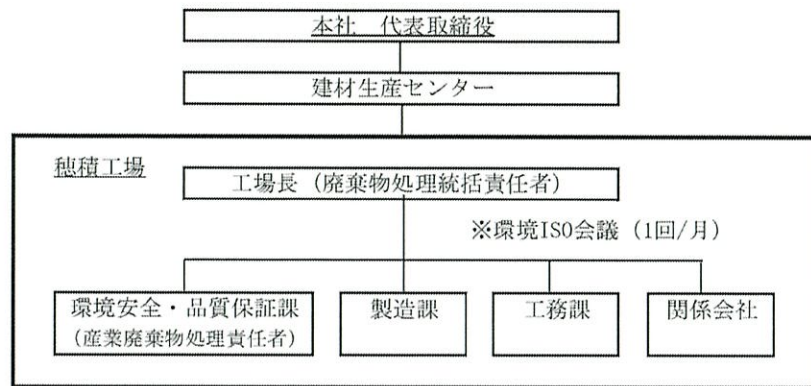 本社　代表取締役
建材生産センター
穂積工場
工場長（廃棄物処理統括責任者）
※環境ISO会議（1回/月）
環境安全・品質保証課
（産業廃棄物処理責任者）
製造課
工務課
関係会社